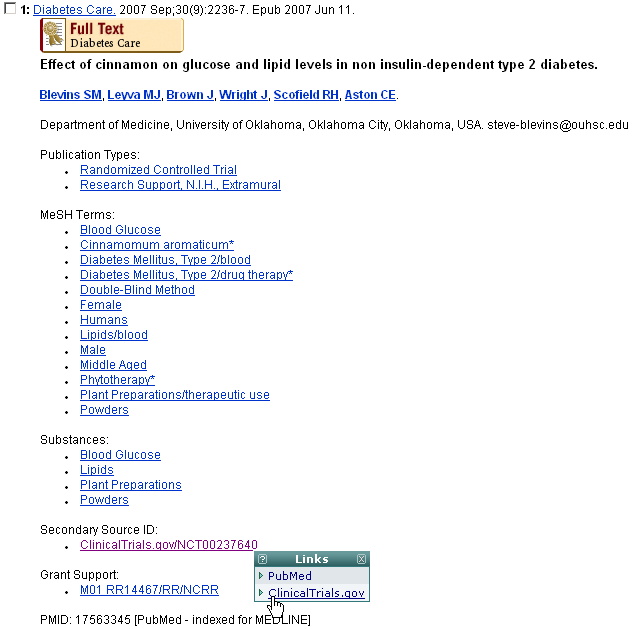 1: Diabetes Care. 2007 Sep;30(9):2236-7. Epub 2007 Jun 11.
Full Text
Diabetes Care
Effect of cinnamon on glucose and lipid levels in non insulin-dependent type 2 diabetes.
Blevins SM, Leyva MJ, Brown J, Wright J, Scofield RH, Aston CE.
Department of Medicine, University of Oklahoma, Oklahoma City, Oklahoma, USA. steve-blevins@ouhsc.edu
Publication Types:
Randomized Controlled Trial
Research Support, N.I.H., Extramural
MeSH Terms:
Blood Glucose
Cinnamomum aromaticum*
Diabetes Mellitus, Type 2/blood
Diabetes Mellitus, Type 2/drug therapy*
Double-Blind Method
Female
Humans
Lipids/blood
Male
Middle Aged
Phytotherapy*
Plant Preparations/therapeutic use
Powders
Substances:
Blood Glucose
Lipids
Plant Preparations
Powders
Secondary Source ID:
ClinicalTrials.gov/NCT00237640
? Links
PubMed
ClinicalTrials.gov
Grant Support:
M01 RR14467/RR/NCRR
PMID: 17563345 [PubMed - indexed for MEDLINE]